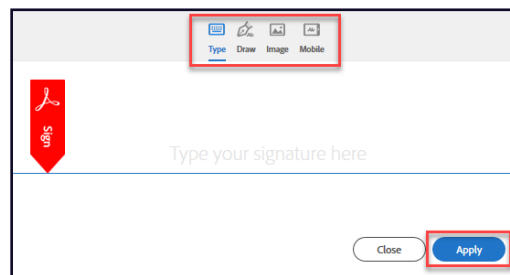 Type Draw Image Mobile
Sign
Type your signature here
Close Apply